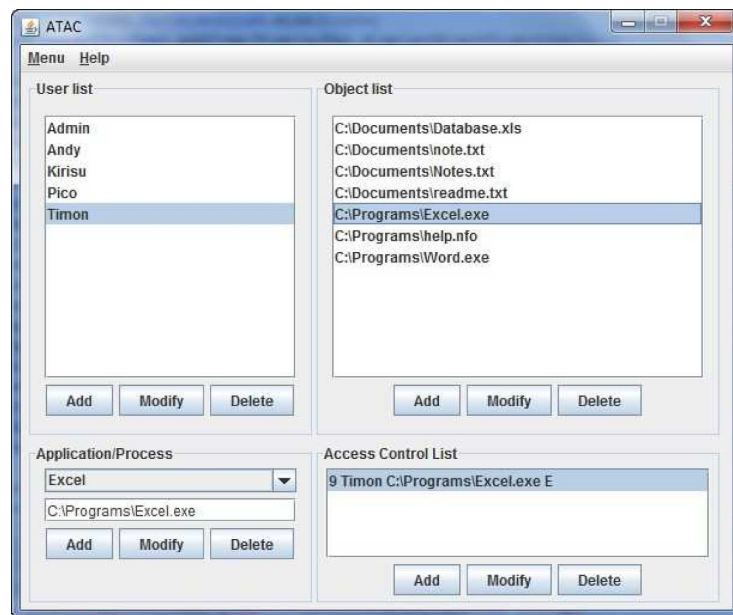 ATAC
Menu Help
User list
Admin
Andy
Kirisu
Pico
Timon
Add Modify Delete
Object list
C:\Documents\Database.xls
C:\Documents\note.txt
C:\Documents\Notes.txt
C:\Documents\readme.txt
C:\Programs\Excel.exe
C:\Programs\help.nfo
C:\Programs\Word.exe
Add Modify Delete
Application/Process
Excel
C:\Programs\Excel.exe
Add Modify Delete
Access Control List
9 Timon C:\Programs\Excel.exe E
Add Modify Delete